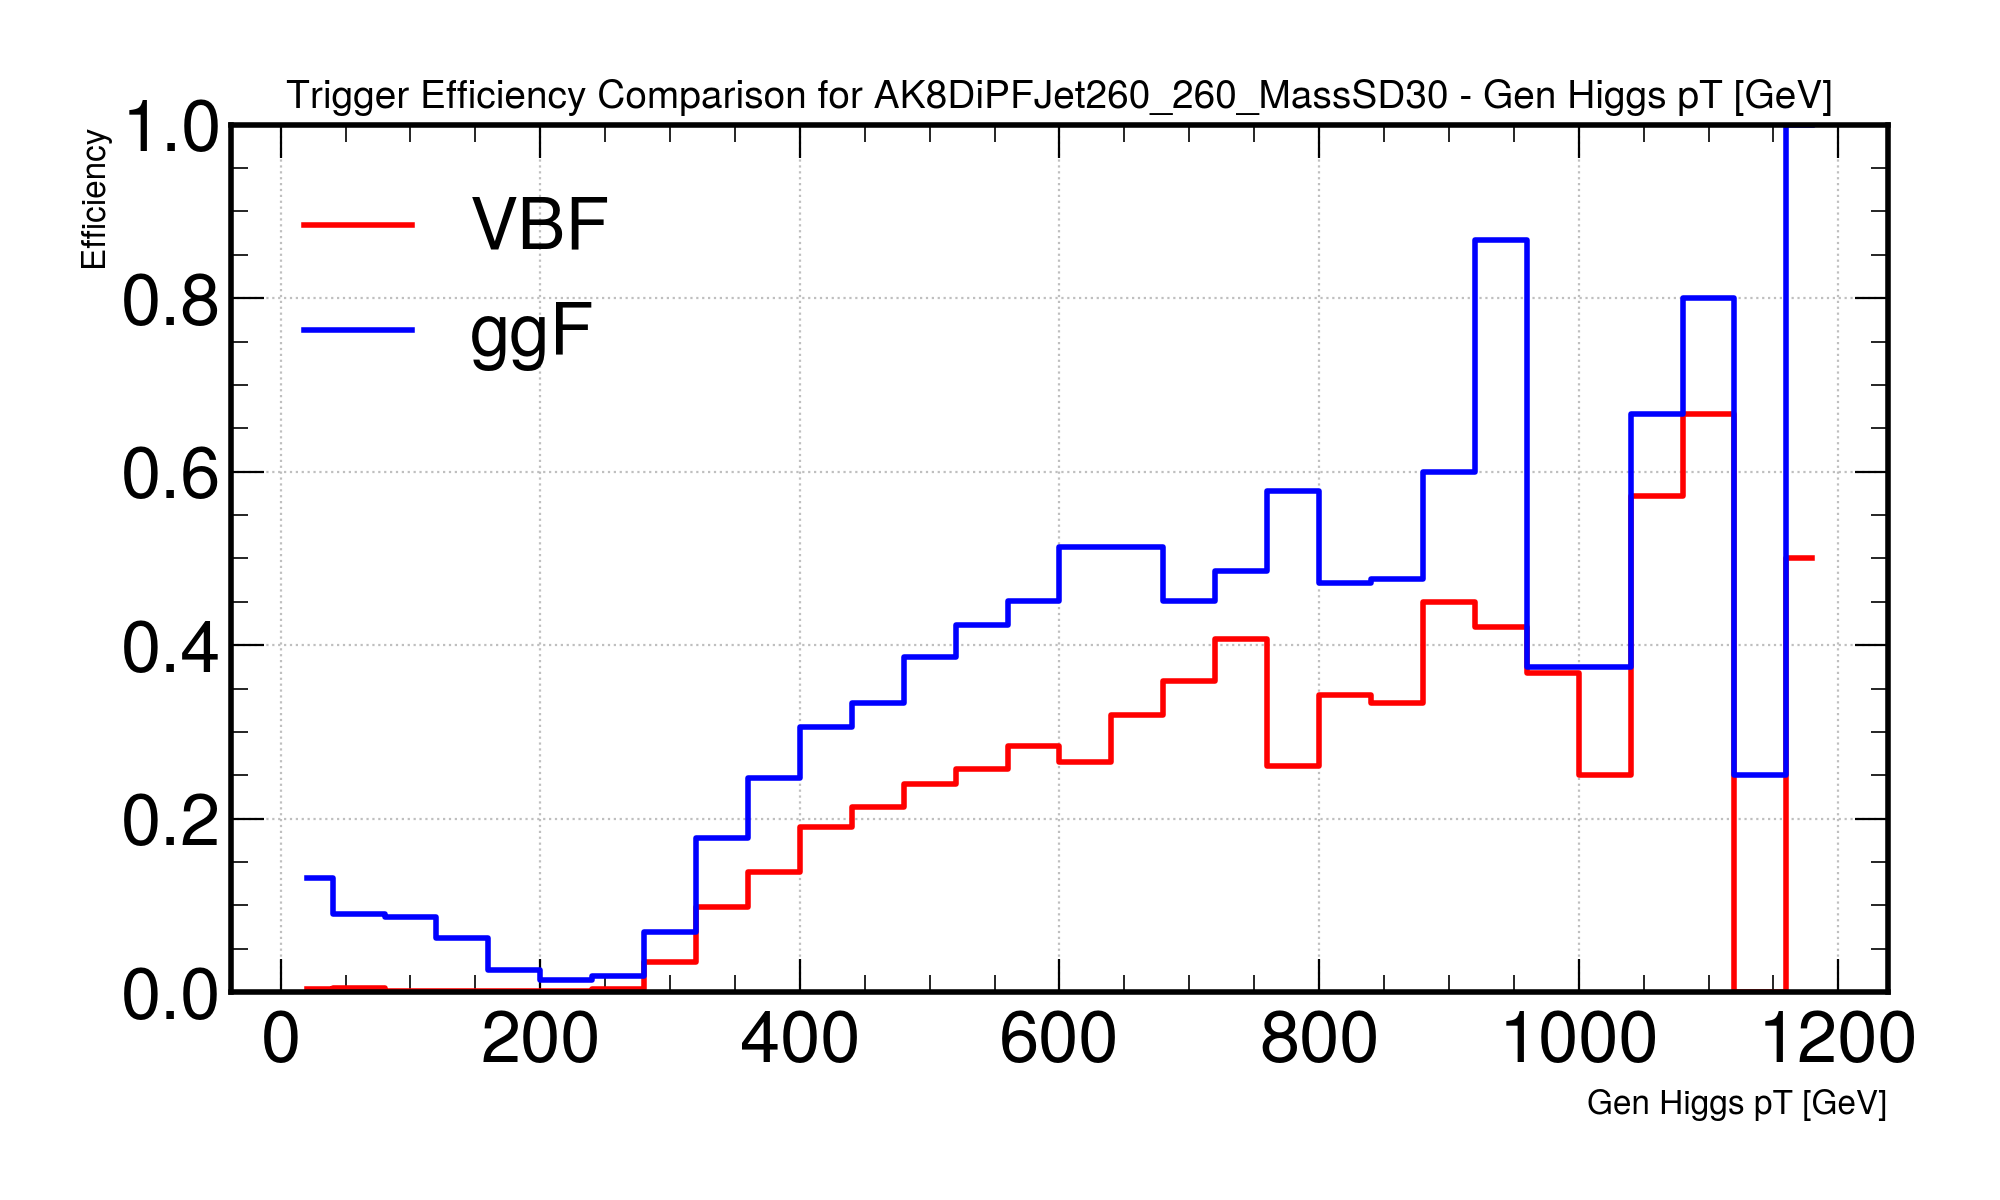 Trigger Efficiency Comparison for AK8DiPFJet260_260_MassSD30 - Gen Higgs pT [GeV]
Efficiency
1.0
0.8
0.6
0.4
0.2
0.0
VBF
ggF
0 200 400 600 800 1000 1200
Gen Higgs pT [GeV]